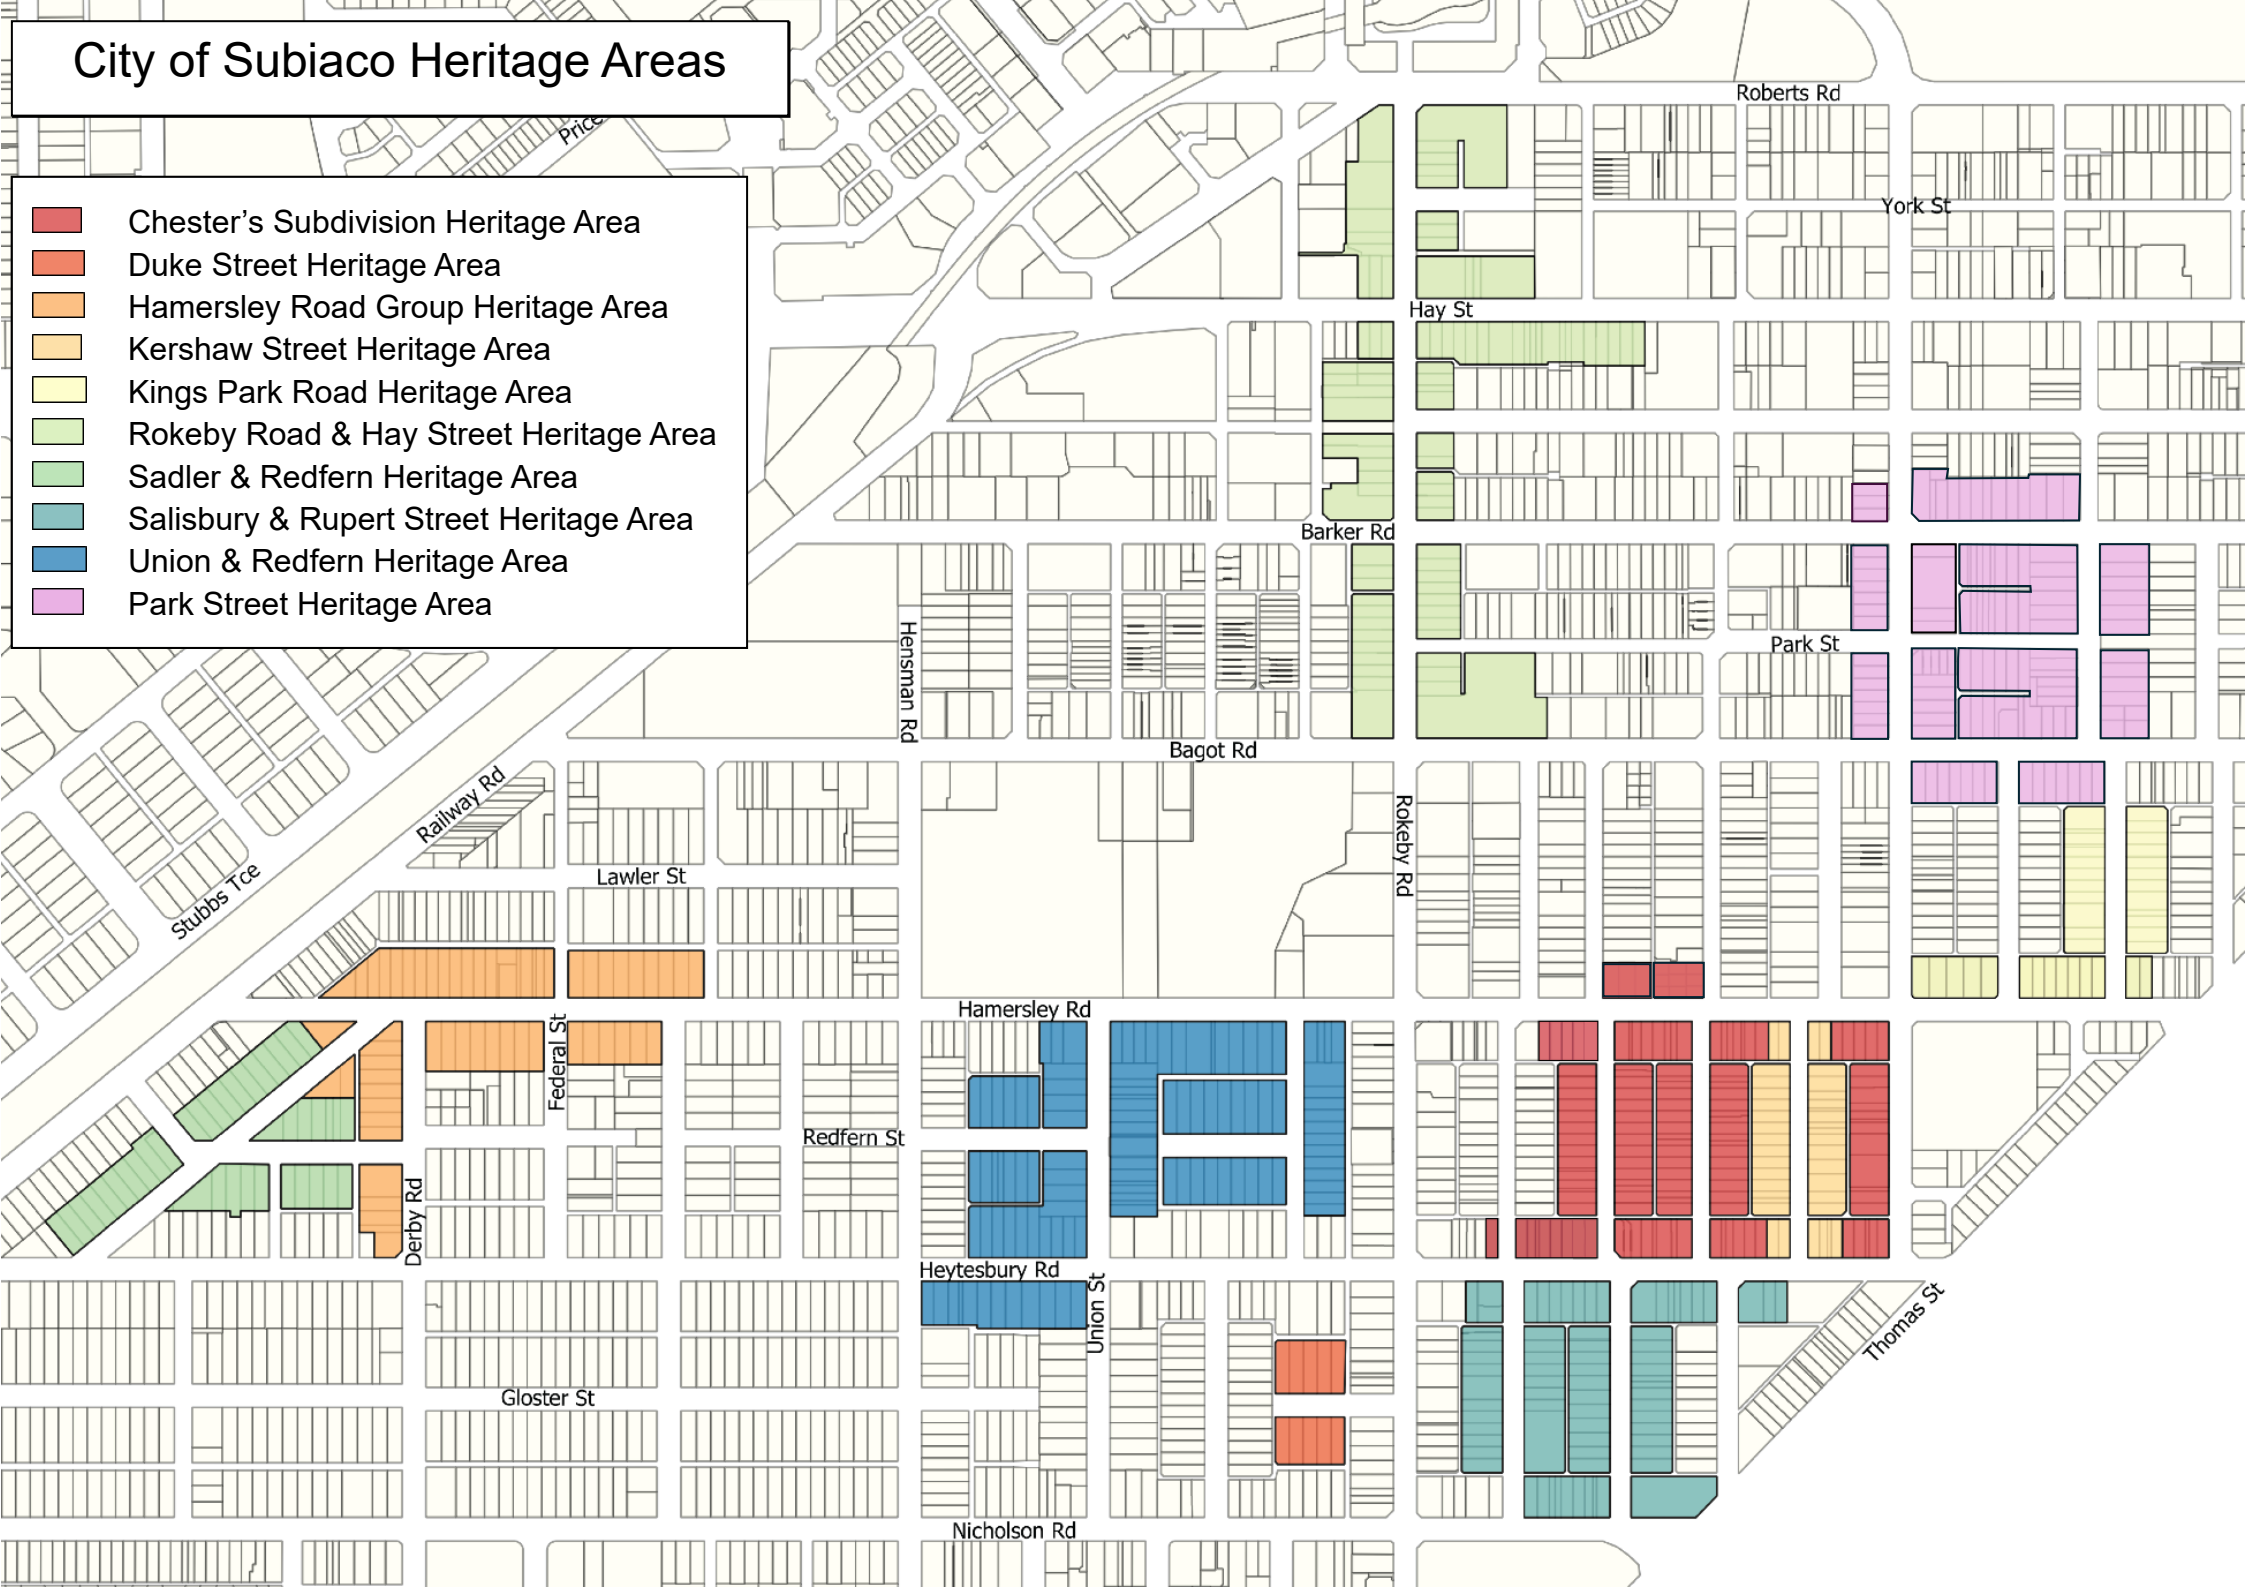 City of Subiaco Heritage Areas
Price
Chester’s Subdivision Heritage Area
Duke Street Heritage Area
Hamersley Road Group Heritage Area
Kershaw Street Heritage Area
Kings Park Road Heritage Area
Rokeby Road & Hay Street Heritage Area
Sadler & Redfern Heritage Area
Salisbury & Rupert Street Heritage Area
Union & Redfern Heritage Area
Park Street Heritage Area
Roberts Rd
York St
Hay St
Barker Rd
Park St
Hensman Rd
Bagot Rd
Railway Rd
Rokeby Rd
Lawler St
Stubbs Tce
Hamersley Rd
Federal St
Redfern St
Derby Rd
Heytesbury Rd
Union St
Thomas St
Gloster St
Nicholson Rd